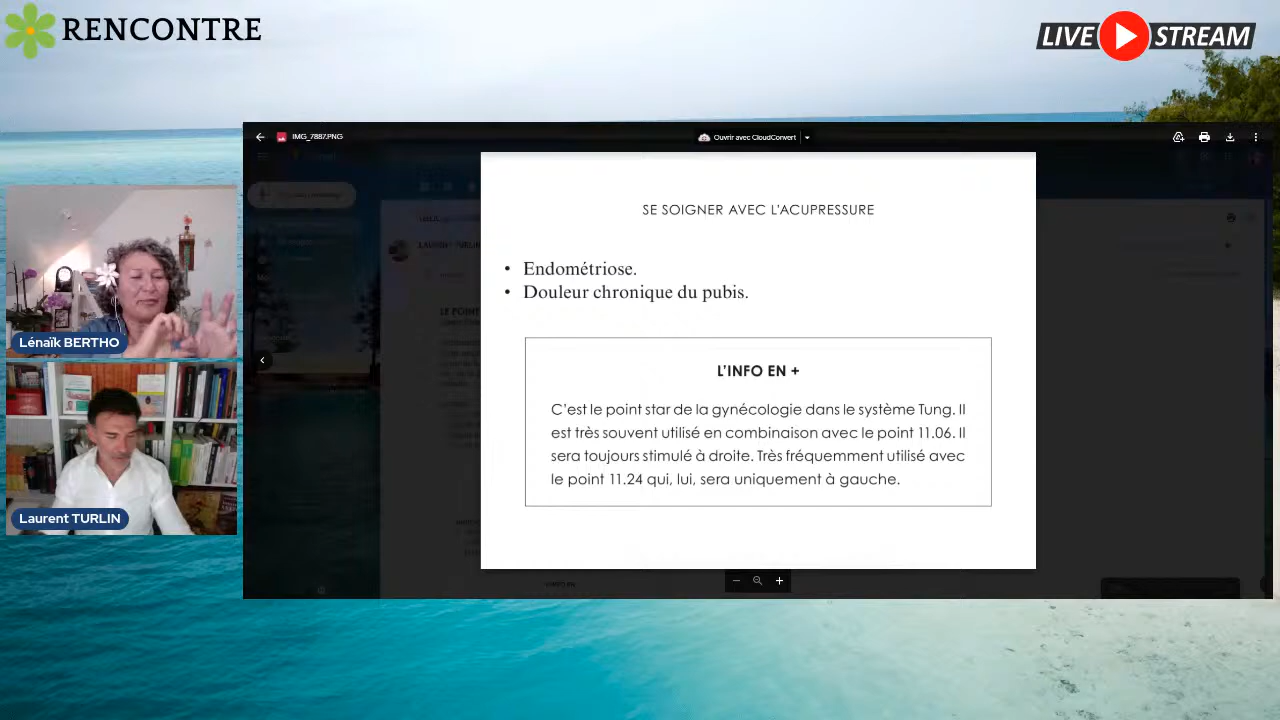 RENCONTRE
LIVE STREAM
IMG_7887.PNG
Ouvrir avec CloudConvert
SE SOIGNER AVEC L'ACUPRESSURE
• Endométriose.
• Douleur chronique du pubis.
L'INFO EN +
C'est le point star de la gynécologie dans le système Tung. Il
est très souvent utilisé en combinaison avec le point 11.06. Il
sera toujours stimulé à droite. Très fréquemment utilisé avec
le point 11.24 qui, lui, sera uniquement à gauche.
Lénaïk BERTHO
Laurent TURLIN